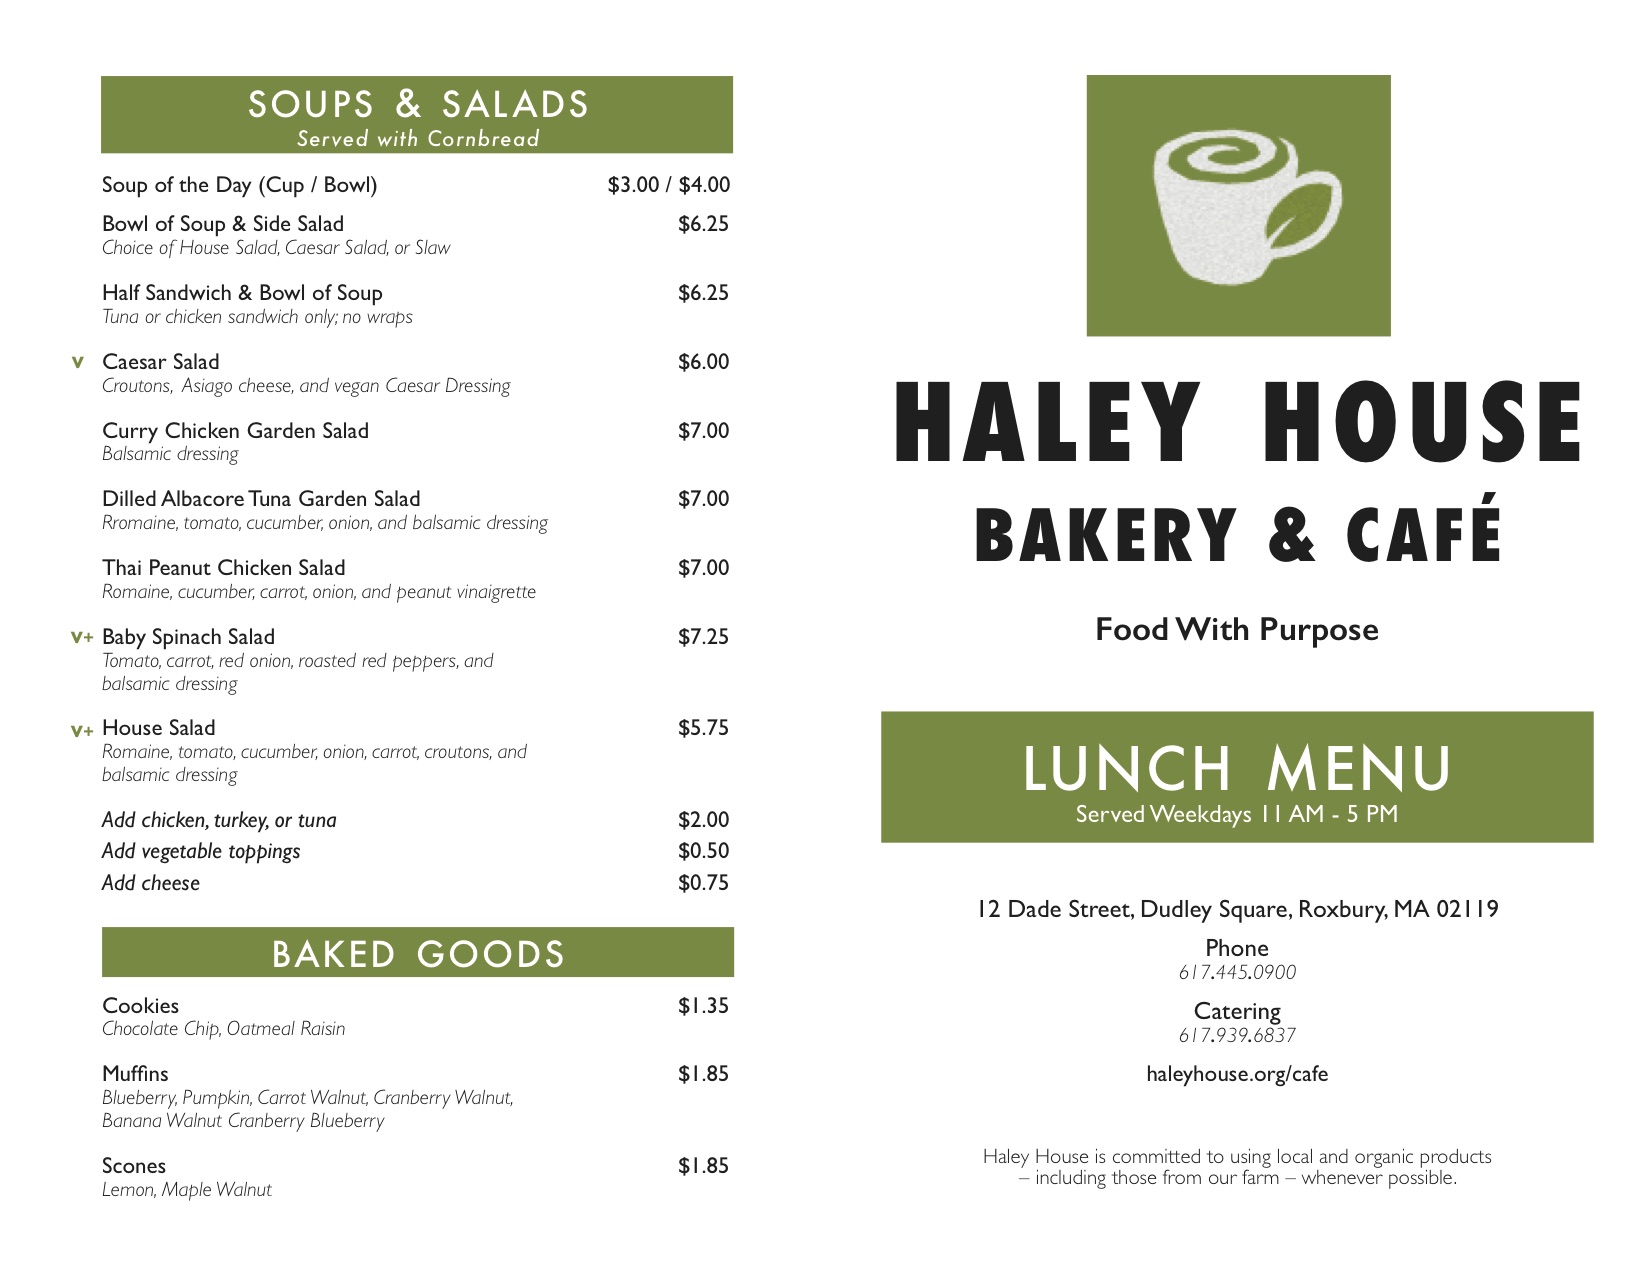 SOUPS & SALADS
Served with Cornbread
Soup of the Day (Cup / Bowl) $3.00 / $4.00
Bowl of Soup & Side Salad $6.25
Choice of House Salad, Caesar Salad, or Slaw
Half Sandwich & Bowl of Soup $6.25
Tuna or chicken sandwich only; no wraps
v Caesar Salad $6.00
Croutons, Asiago cheese, and vegan Caesar Dressing
Curry Chicken Garden Salad $7.00
Balsamic dressing
Dilled Albacore Tuna Garden Salad $7.00
Rromaine, tomato, cucumber, onion, and balsamic dressing
Thai Peanut Chicken Salad $7.00
Romaine, cucumber, carrot, onion, and peanut vinaigrette
v+ Baby Spinach Salad $7.25
Tomato, carrot, red onion, roasted red peppers, and
balsamic dressing
v+ House Salad $5.75
Romaine, tomato, cucumber, onion, carrot, croutons, and
balsamic dressing
Add chicken, turkey, or tuna $2.00
Add vegetable toppings $0.50
Add cheese $0.75
BAKED GOODS
Cookies $1.35
Chocolate Chip, Oatmeal Raisin
Muffins $1.85
Blueberry, Pumpkin, Carrot Walnut, Cranberry Walnut,
Banana Walnut Cranberry Blueberry
Scones $1.85
Lemon, Maple Walnut
HALEY HOUSE
BAKERY & CAFÉ
Food With Purpose
LUNCH MENU
Served Weekdays 11 AM - 5 PM
12 Dade Street, Dudley Square, Roxbury, MA 02119
Phone
617.445.0900
Catering
617.939.6837
haleyhouse.org/cafe
Haley House is committed to using local and organic products
– including those from our farm – whenever possible.